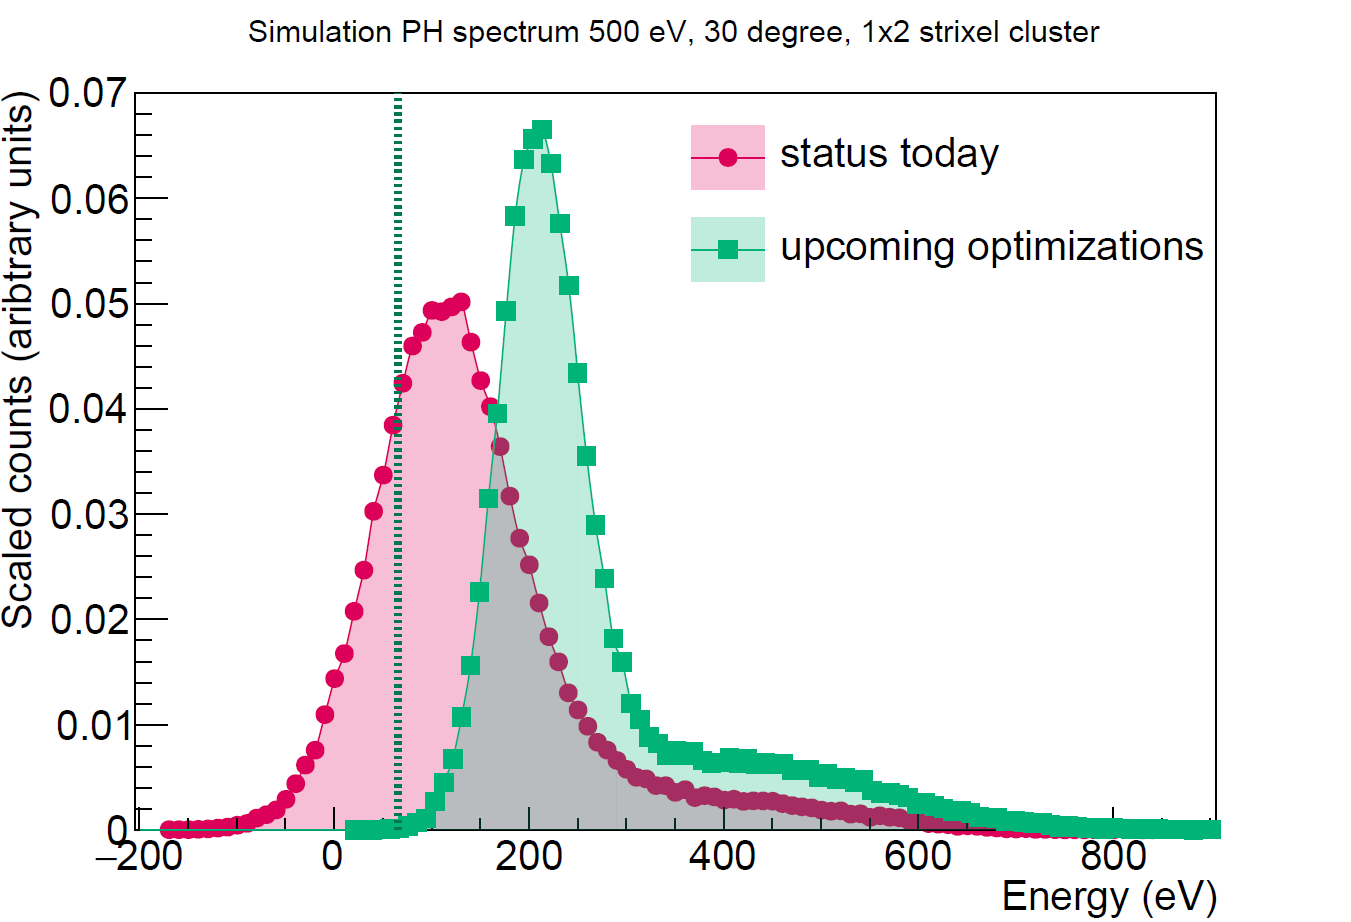 Simulation PH spectrum 500 eV, 30 degree, 1x2 strixel cluster
Scaled counts (aribtrary units)
0.07
0.06
0.05
0.04
0.03
0.02
0.01
0
status today
upcoming optimizations
−200 0 200 400 600 800
Energy (eV)